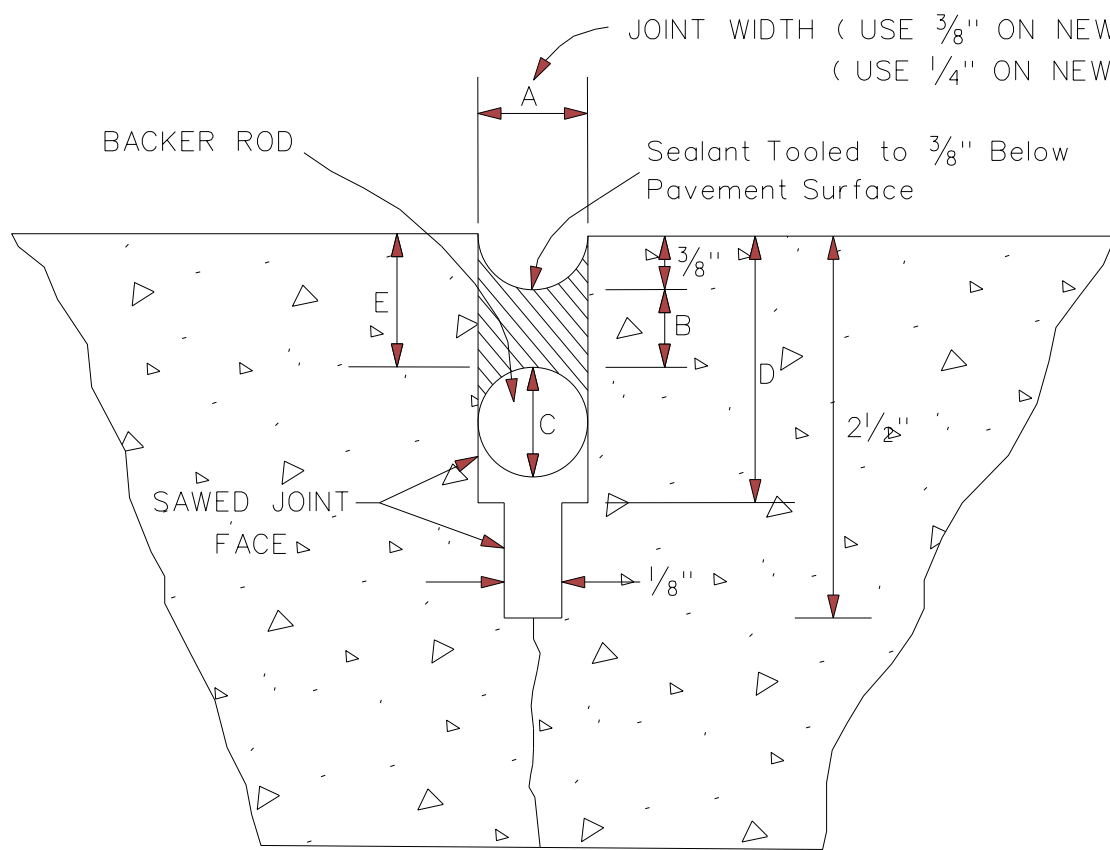 JOINT WIDTH ( USE 3/8" ON NEW
( USE 1/4" ON NEW
A
BACKER ROD
Sealant Tooled to 3/8" Below
Pavement Surface
3/8"
E
B
D
C
2 1/2"
SAWED JOINT
FACE
1/8"